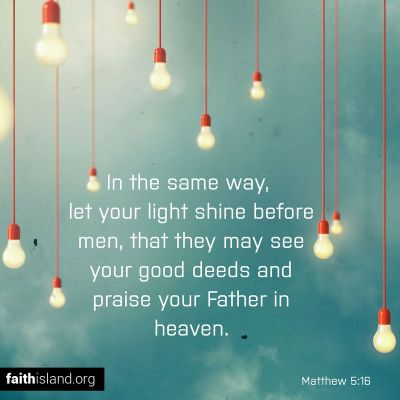 In the same way,
let your light shine before
men, that they may see
your good deeds and
praise your Father in
heaven.
faithisland.org
Matthew 5:16